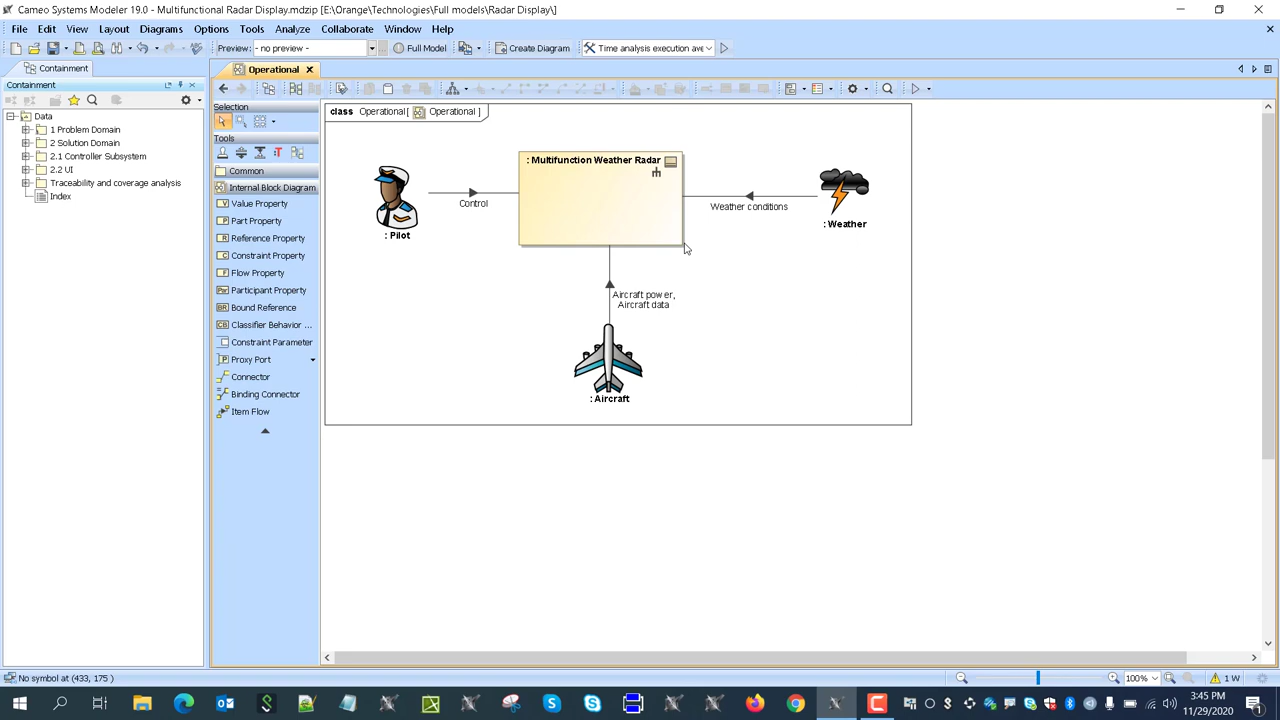 Cameo Systems Modeler 19.0 - Multifunctional Radar Display.mdzip [E:\Orange\Technologies\Full models\Radar Display\]
File Edit View Layout Diagrams Options Tools Analyze Collaborate Window Help
Preview: - no preview - Full Model Create Diagram Time analysis execution ave
Containment
Operational
Containment
Data
1 Problem Domain
2 Solution Domain
2.1 Controller Subsystem
2.2 UI
Traceability and coverage analysis
Index
Selection
Tools
Common
Internal Block Diagram
Value Property
Part Property
Reference Property
Constraint Property
Flow Property
Participant Property
Bound Reference
Classifier Behavior ...
Constraint Parameter
Proxy Port
Connector
Binding Connector
Item Flow
class Operational[ Operational ]
: Multifunction Weather Radar
: Pilot
Control
Weather conditions
: Weather
Aircraft power,
Aircraft data
: Aircraft
No symbol at (433, 175 )
100%
1 W
3:45 PM
11/29/2020